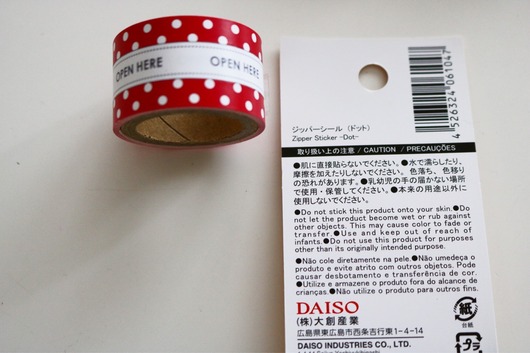 OPEN HERE
OPEN HERE
4 526324 061047
ジッパーシール (ドット)
Zipper Sticker -Dot-
取り扱い上の注意 / CAUTION / PRECAUÇÕES
●肌に直接貼らないでください。●水で濡らしたり、
摩擦を加えたりしないでください。色落ち、色移り
の恐れがあります。●乳幼児の手の届かない場所
で使用・保管してください。●本来の用途以外に
使用しないでください。
●Do not stick this product onto your skin.●Do
not let the product become wet or rub against
other objects. This may cause color to fade or
transfer.●Use and keep out of reach of
infants.●Do not use this product for purposes
other than its originally intended purpose.
●Não cole diretamente na pele.●Não umedeça o
produto e evite atrito com outros objetos. Pode
causar desbotamento e transferência de cor.
●Utilize e armazene o produto fora do alcance de
crianças.●Não utilize o produto para outros fins.
DAISO
(株)大創産業
広島県東広島市西条吉行東1-4-14
DAISO INDUSTRIES CO., LTD.
紙
台紙
プラ